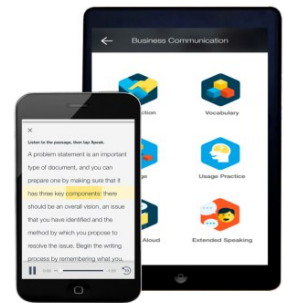 Business Communication
ction
Vocabulary
ge
Usage Practice
Aloud
Extended Speaking
×
Listen to the passage, then tap Speak.
A problem statement is an important
type of document, and you can
prepare one by making sure that it
has three key components: there
should be an overall vision, an issue
that you have identified and the
method by which you propose to
resolve the issue. Begin the writing
process by remembering what you